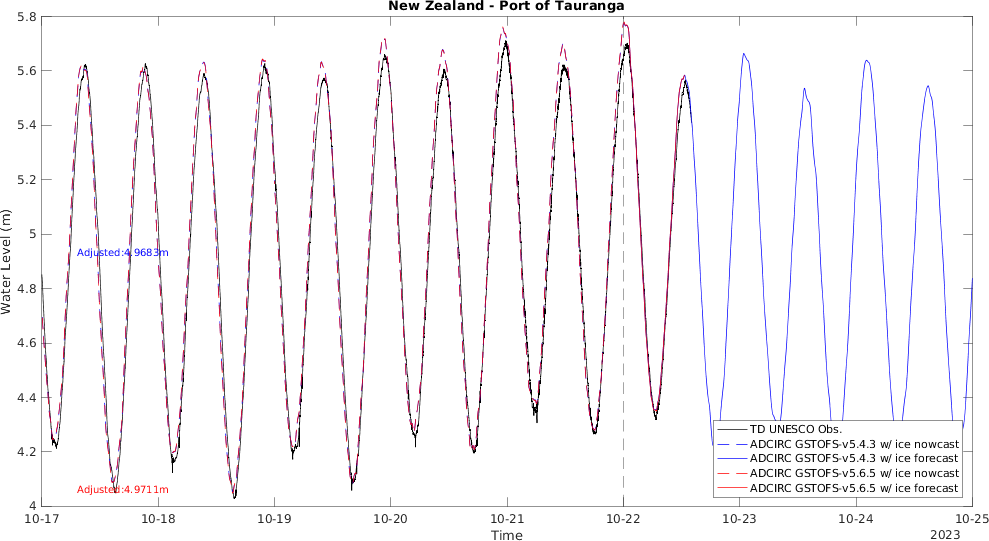 New Zealand - Port of Tauranga
Water Level (m)
5.8
5.6
5.4
5.2
5
4.8
4.6
4.4
4.2
4
Adjusted:4.9683m
Adjusted:4.9711m
TD UNESCO Obs.
ADCIRC GSTOFS-v5.4.3 w/ ice nowcast
ADCIRC GSTOFS-v5.4.3 w/ ice forecast
ADCIRC GSTOFS-v5.6.5 w/ ice nowcast
ADCIRC GSTOFS-v5.6.5 w/ ice forecast
10-17 10-18 10-19 10-20 10-21 10-22 10-23 10-24 10-25
Time
2023